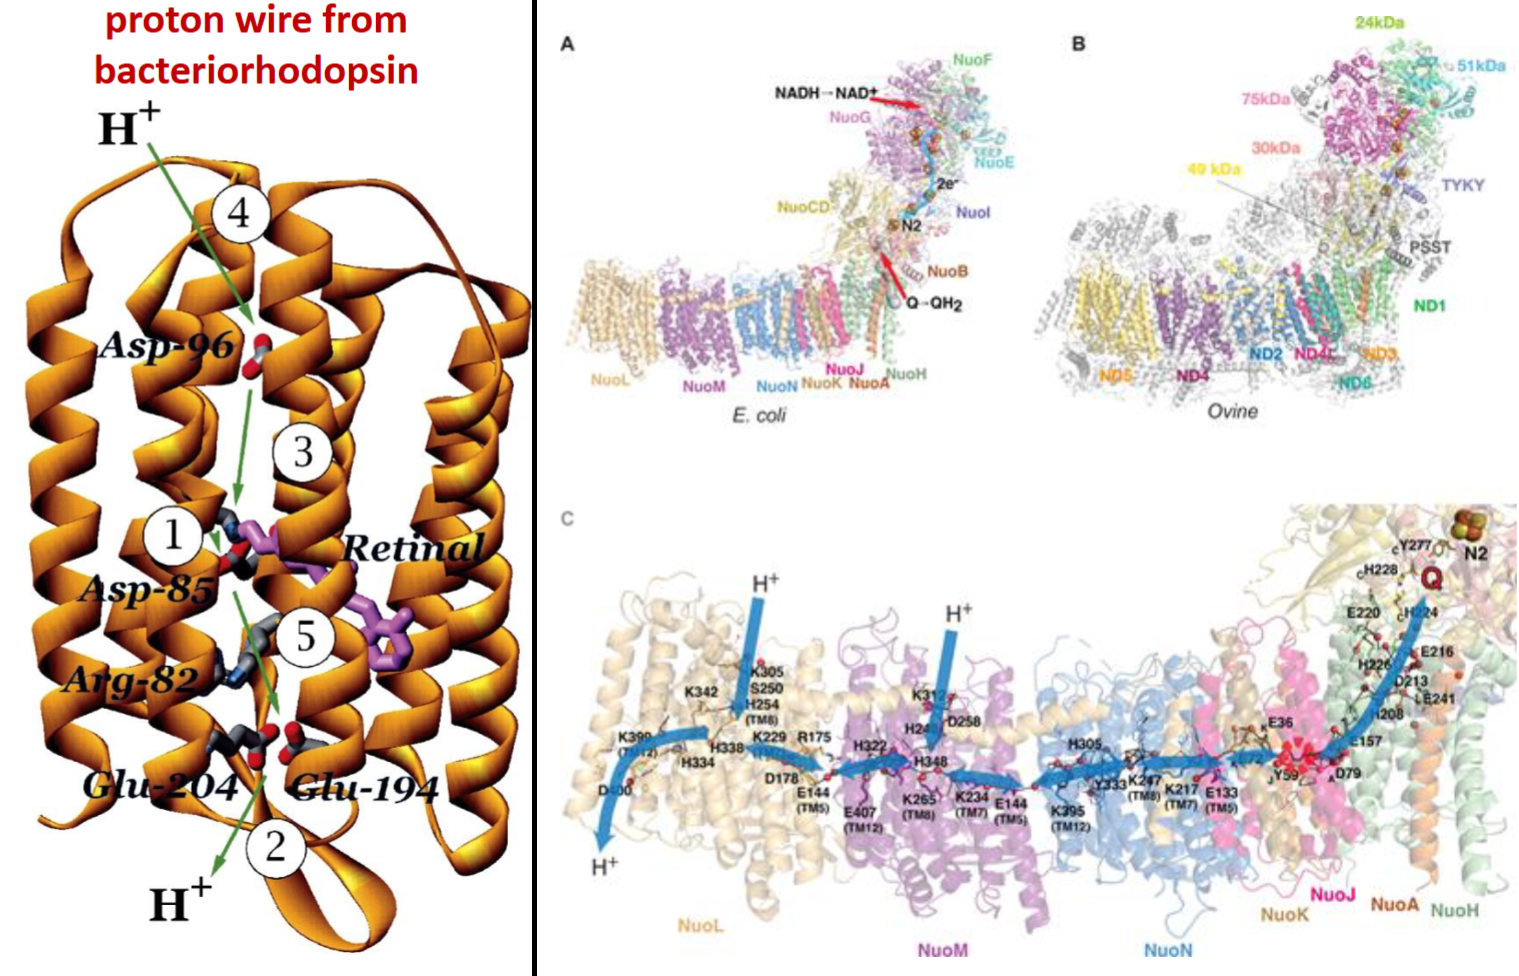 proton wire from
bacteriorhodopsin
H+
4
Asp-96
3
1
Retinal
Asp-85
5
Arg-82
Glu-204
Glu-194
2
H+
A
NuoF
NADH→NAD+
NuoG
NuoE
2e-
NuoCD
NuoI
N2
NuoB
Q→QH2
NuoJ
NuoH
NuoL
NuoM
NuoN
NuoK
NuoA
E. coli
B
24kDa
51kDa
75kDa
30kDa
49 kDa
TYKY
PSST
ND1
ND2
ND4L
ND3
ND5
ND4
ND6
Ovine
C
Y277
C
N2
H228
C
Q
H+
H+
E220
H224
C
K305
E216
S250
H226
K342
D213
H254
(TM8)
E241
D258
H208
K399
(TM12)
K229
R175
E36
H338
H322
H305
E157
H334
H348
E72
Y59
J
D79
A
D178
Y333
K247
(TM8)
K217
(TM7)
E133
(TM5)
E144
(TM5)
K265
(TM8)
K234
(TM7)
E144
(TM5)
K395
(TM12)
E407
(TM12)
H+
NuoJ
NuoA
NuoH
NuoK
NuoL
NuoM
NuoN